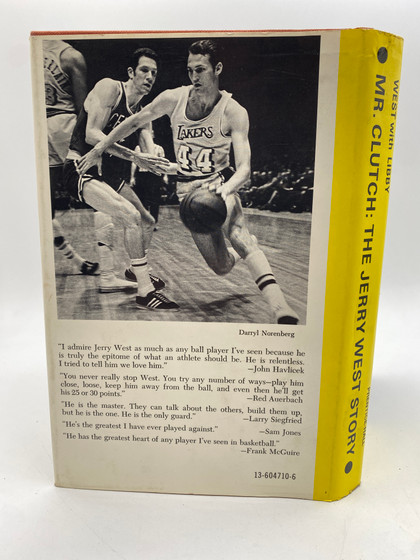 LAKERS
44
Darryl Norenberg
"I admire Jerry West as much as any ball player I've seen because he
is truly the epitome of what an athlete should be. He is relentless.
I tried to tell him we love him."
—John Havlicek
"You never really stop West. You try any number of ways—play him
close, loose, keep him away from the ball, and even then he'll get
his 25 or 30 points."
—Red Auerbach
"He is the master. They can talk about the others, build them up,
but he is the one. He is the only guard."
—Larry Siegfried
"He's the greatest I have ever played against."
—Sam Jones
"He has the greatest heart of any player I've seen in basketball."
—Frank McGuire
13-604710-6
WEST with LIBBY
MR. CLUTCH: THE JERRY WEST STORY